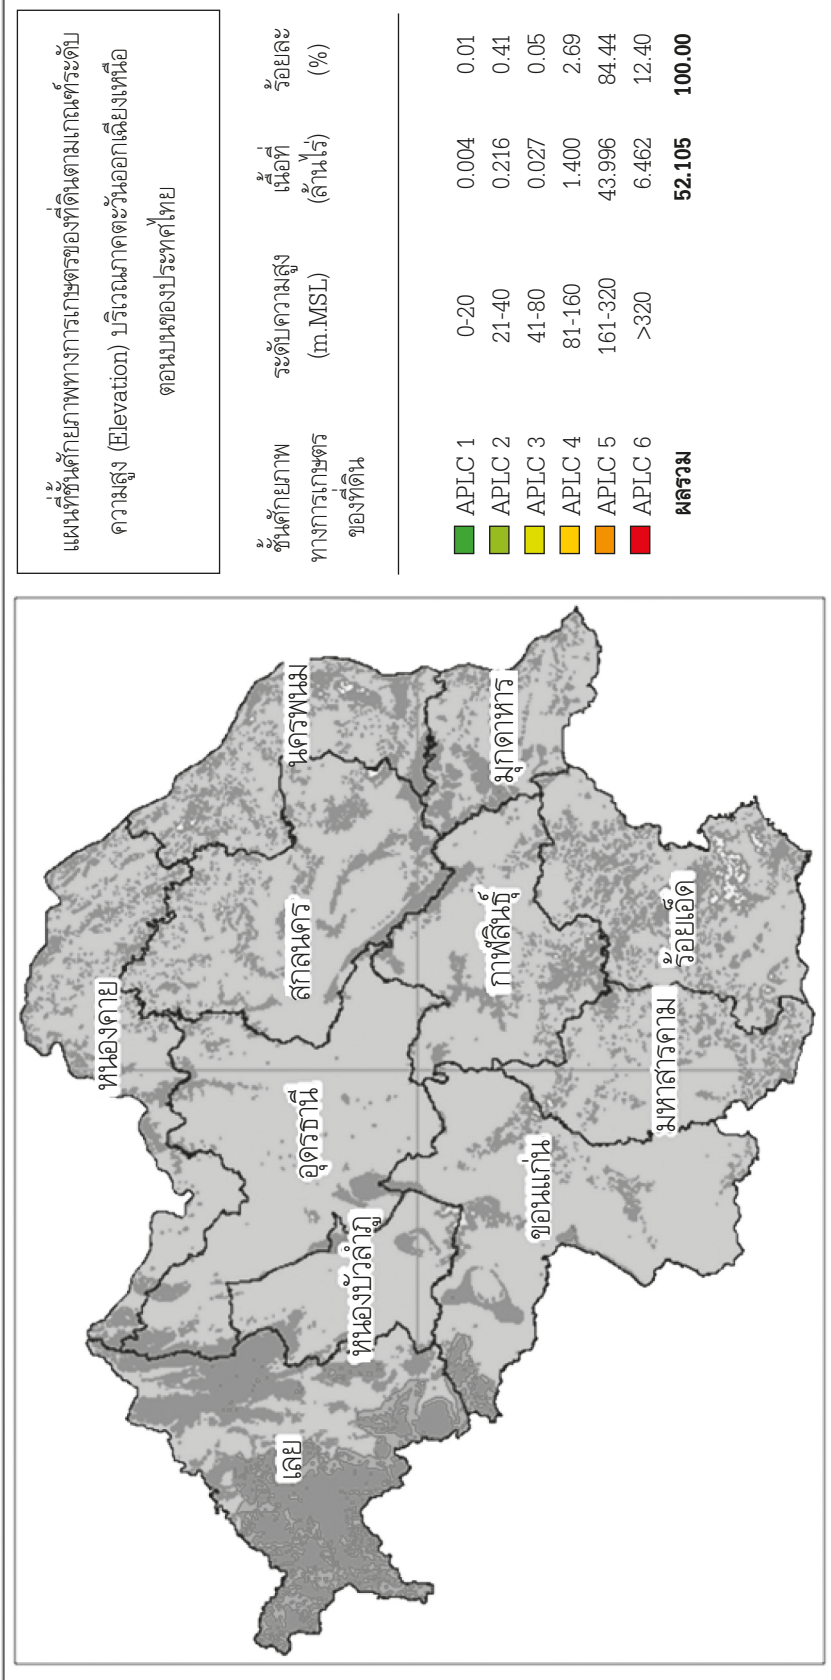 แผนที่ชั้นศักยภาพทางการเกษตรของที่ดินตามเกณฑ์ระดับ
ความสูง (Elevation) บริเวณภาคตะวันออกเฉียงเหนือ
ตอนบนของประเทศไทย
ชั้นศักยภาพ ระดับความสูง เนื้อที่ ร้อยละ
ทางการเกษตร (m.MSL) (ล้านไร่) (%)
ของที่ดิน
APLC 1 0-20 0.004 0.01
APLC 2 21-40 0.216 0.41
APLC 3 41-80 0.027 0.05
APLC 4 81-160 1.400 2.69
APLC 5 161-320 43.996 84.44
APLC 6 >320 6.462 12.40
ผลรวม 52.105 100.00
หนองคาย
นครพนม
สกลนคร
อุดรธานี
เลย
หนองบัวลำภู
มุกดาหาร
กาฬสินธุ์
ขอนแก่น
มหาสารคาม
ร้อยเอ็ด